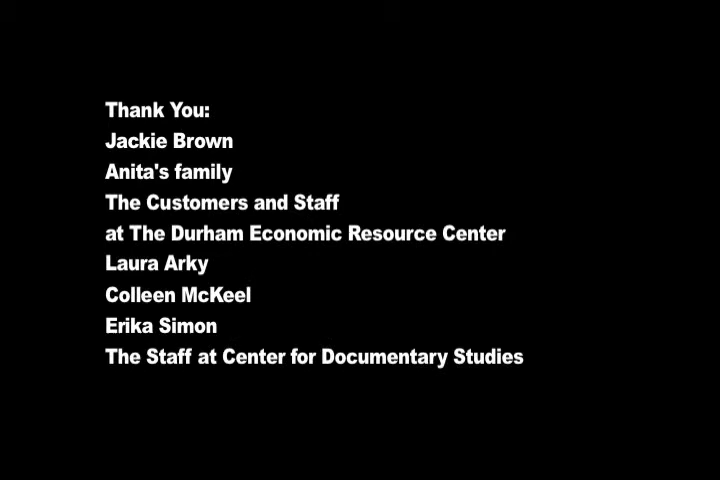 Thank You:
Jackie Brown
Anita's family
The Customers and Staff
at The Durham Economic Resource Center
Laura Arky
Colleen McKeel
Erika Simon
The Staff at Center for Documentary Studies